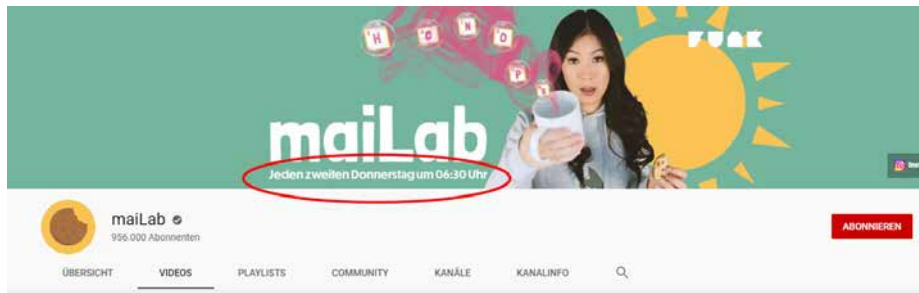 H O N O
P
FUNK
maiLab
Jeden zweiten Donnerstag um 06:30 Uhr
maiLab
956.000 Abonnenten
ABONNIEREN
ÜBERSICHT VIDEOS PLAYLISTS COMMUNITY KANÄLE KANALINFO